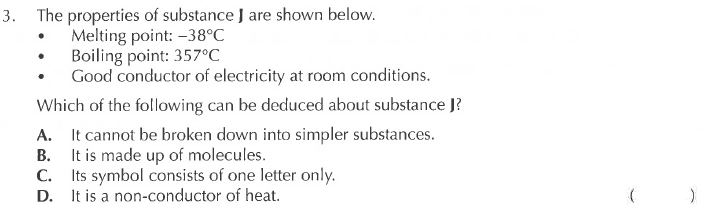 3. The properties of substance J are shown below.
• Melting point: –38°C
• Boiling point: 357°C
• Good conductor of electricity at room conditions.
Which of the following can be deduced about substance J?
A. It cannot be broken down into simpler substances.
B. It is made up of molecules.
C. Its symbol consists of one letter only.
D. It is a non-conductor of heat. ( )